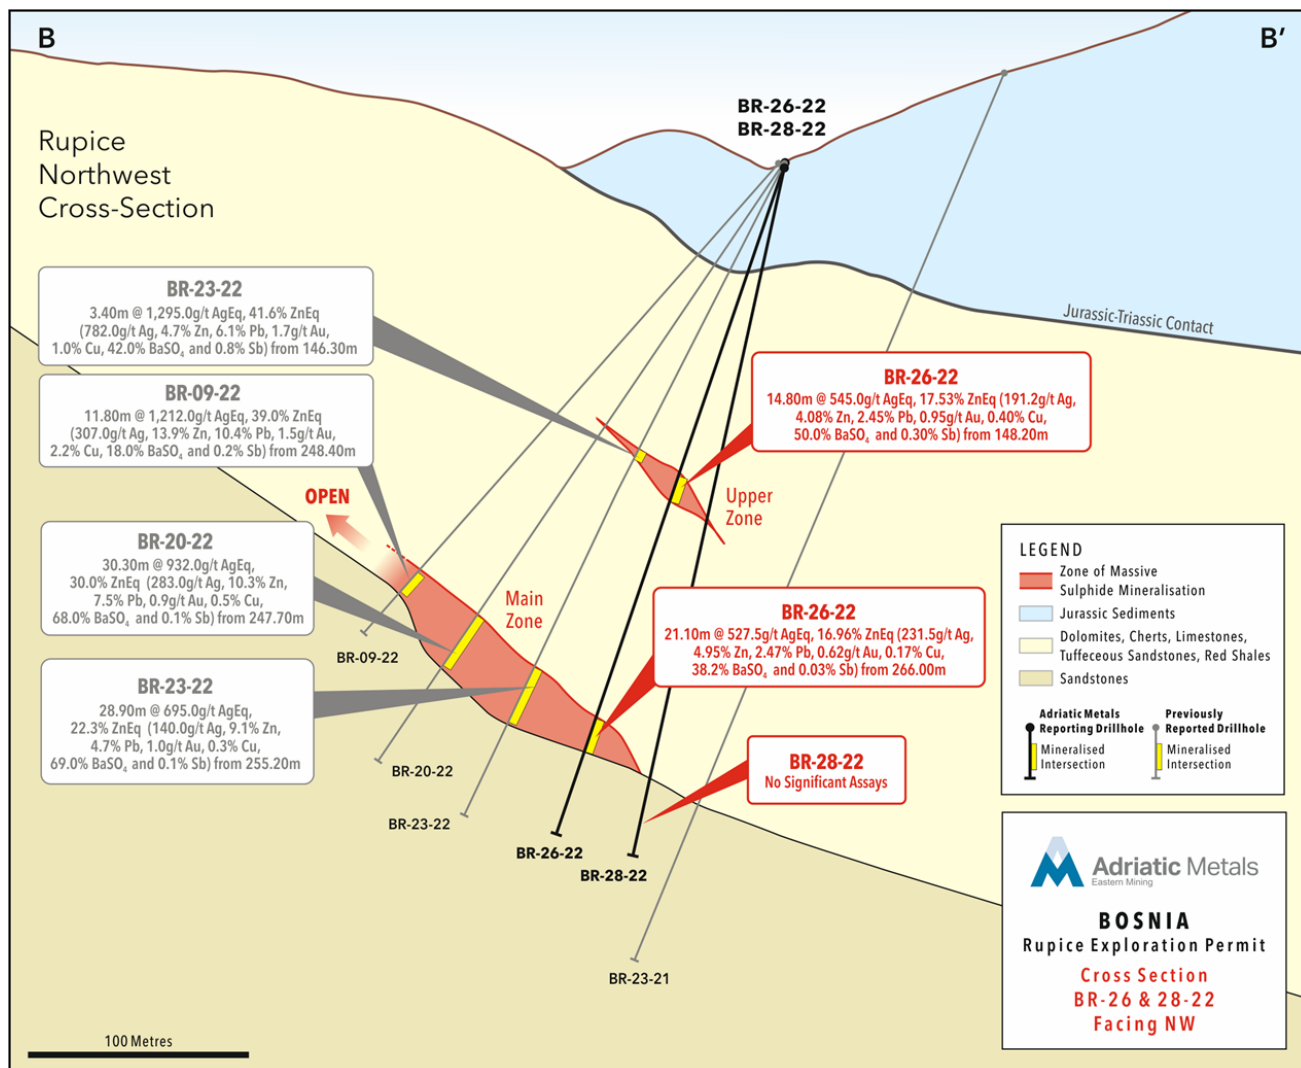 B
B′
Rupice
Northwest
Cross-Section
BR-26-22
BR-28-22
BR-23-22
3.40m @ 1,295.0g/t AgEq, 41.6% ZnEq
(782.0g/t Ag, 4.7% Zn, 6.1% Pb, 1.7g/t Au,
1.0% Cu, 42.0% BaSO₄ and 0.8% Sb) from 146.30m
BR-09-22
11.80m @ 1,212.0g/t AgEq, 39.0% ZnEq
(307.0g/t Ag, 13.9% Zn, 10.4% Pb, 1.5g/t Au,
2.2% Cu, 18.0% BaSO₄ and 0.2% Sb) from 248.40m
Jurassic-Triassic Contact
BR-26-22
14.80m @ 545.0g/t AgEq, 17.53% ZnEq (191.2g/t Ag,
4.08% Zn, 2.45% Pb, 0.95g/t Au, 0.40% Cu,
50.0% BaSO₄ and 0.30% Sb) from 148.20m
OPEN
Upper
Zone
BR-20-22
30.30m @ 932.0g/t AgEq,
30.0% ZnEq (283.0g/t Ag, 10.3% Zn,
7.5% Pb, 0.9g/t Au, 0.5% Cu,
68.0% BaSO₄ and 0.1% Sb) from 247.70m
Main
Zone
BR-26-22
21.10m @ 527.5g/t AgEq, 16.96% ZnEq (231.5g/t Ag,
4.95% Zn, 2.47% Pb, 0.62g/t Au, 0.17% Cu,
38.2% BaSO₄ and 0.03% Sb) from 266.00m
BR-09-22
BR-23-22
28.90m @ 695.0g/t AgEq,
22.3% ZnEq (140.0g/t Ag, 9.1% Zn,
4.7% Pb, 1.0g/t Au, 0.3% Cu,
69.0% BaSO₄ and 0.1% Sb) from 255.20m
BR-28-22
No Significant Assays
BR-20-22
BR-23-22
BR-26-22
BR-28-22
BR-23-21
LEGEND
Zone of Massive
Sulphide Mineralisation
Jurassic Sediments
Dolomites, Cherts, Limestones,
Tuffeceous Sandstones, Red Shales
Sandstones
Adriatic Metals
Reporting Drillhole
Mineralised
Intersection
Previously
Reported Drillhole
Mineralised
Intersection
Adriatic Metals
Eastern Mining
BOSNIA
Rupice Exploration Permit
Cross Section
BR-26 & 28-22
Facing NW
100 Metres